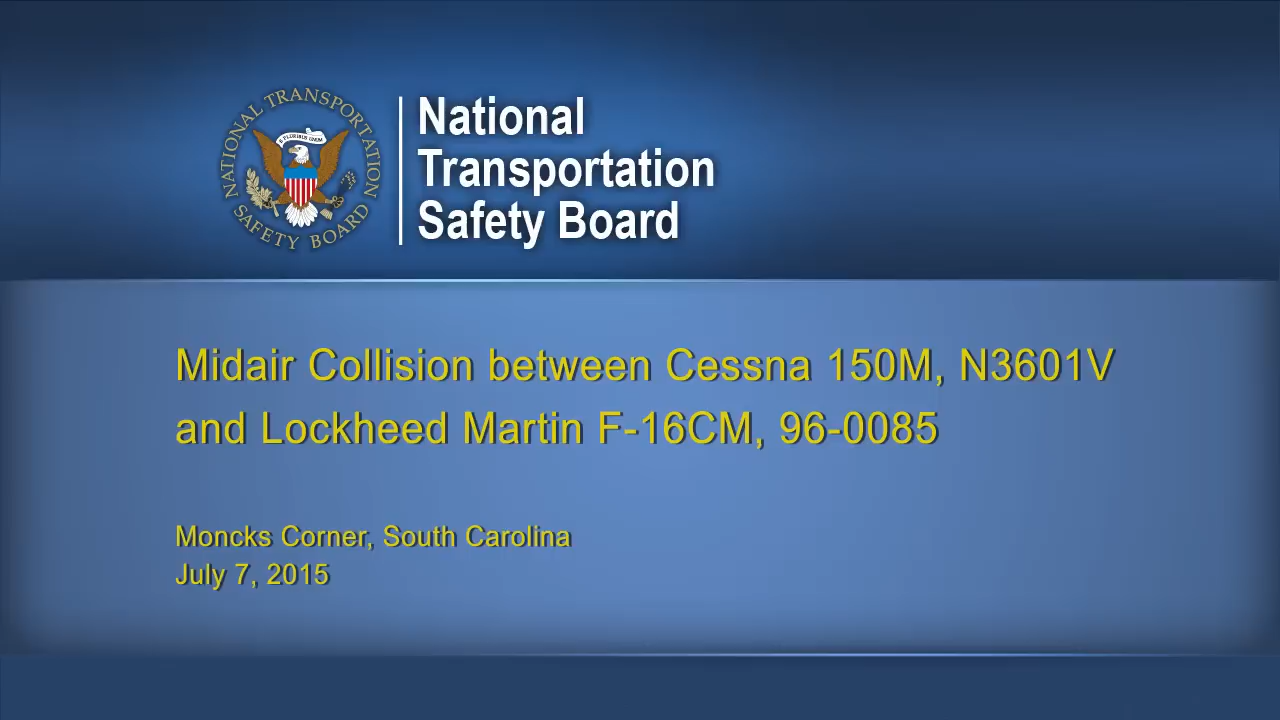 NATIONAL TRANSPORTATION SAFETY BOARD
E PLURIBUS UNUM
National
Transportation
Safety Board
Midair Collision between Cessna 150M, N3601V
and Lockheed Martin F-16CM, 96-0085
Moncks Corner, South Carolina
July 7, 2015